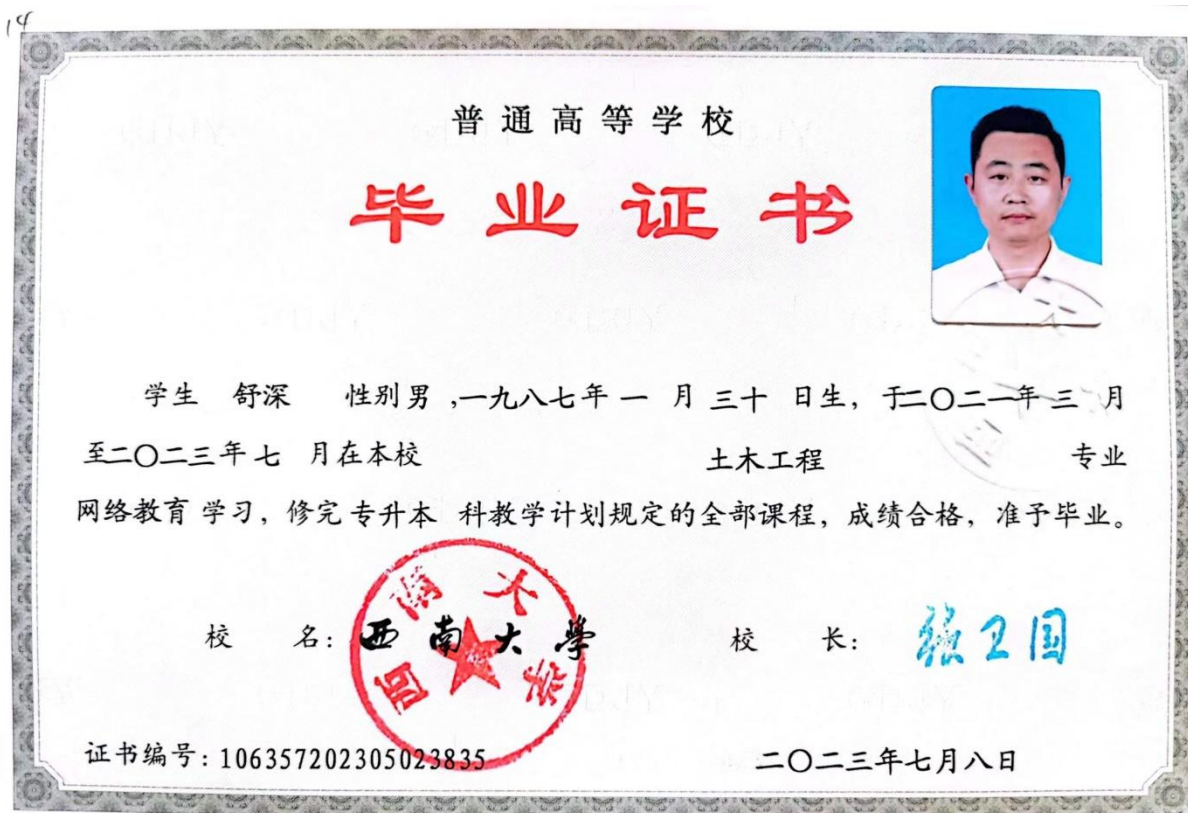 14
普通高等学校
毕业证书
学生 舒深 性别男,一九八七年一月三十日生，于二〇二一年三月
至二〇二三年七月在本校 土木工程 专业
网络教育学习，修完专升本科教学计划规定的全部课程，成绩合格，准予毕业。
校 名：西南大學 校 长：张卫国
西南大学
证书编号：106357202305023835 二〇二三年七月八日